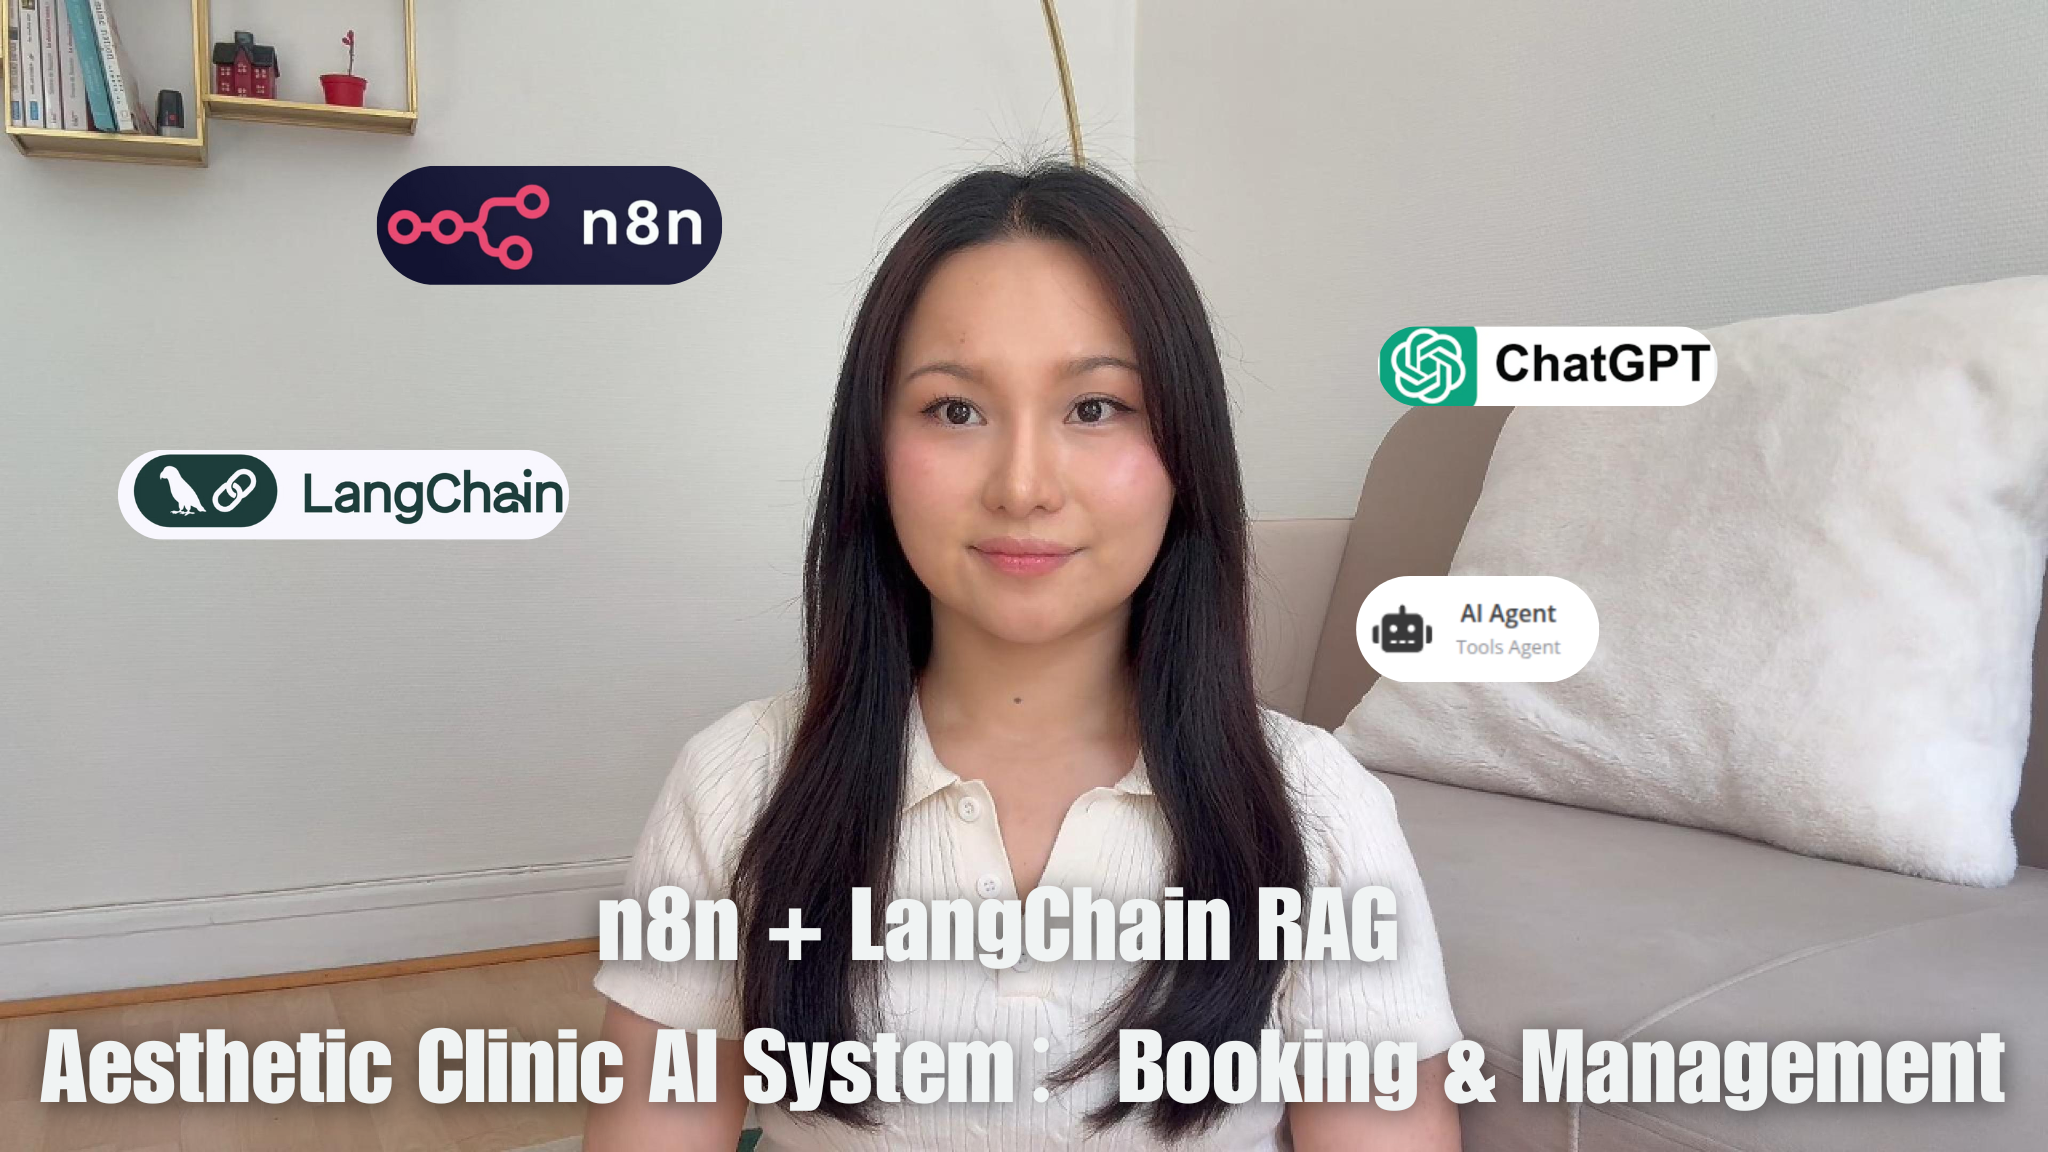 n8n
ChatGPT
LangChain
AI Agent
Tools Agent
n8n + LangChain RAG
Aesthetic Clinic AI System： Booking & Management